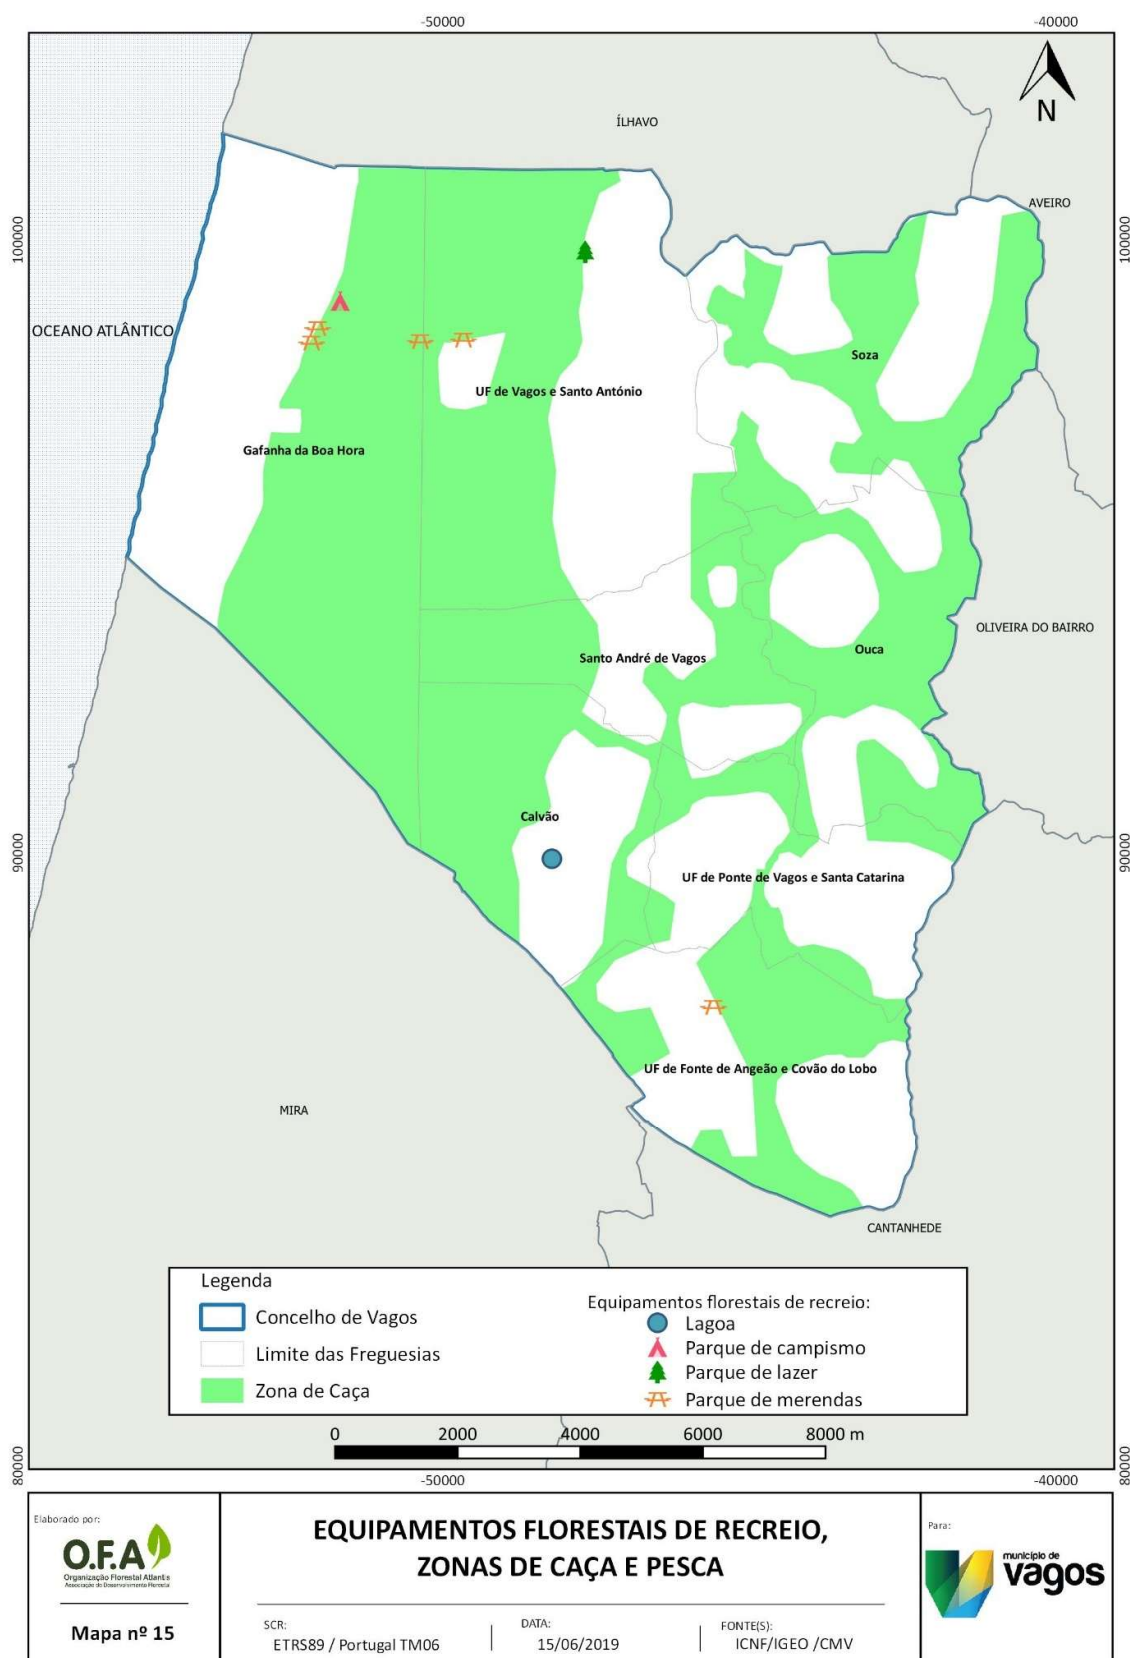 -50000
-40000
N
ÍLHAVO
AVEIRO
100000
100000
OCEANO ATLÂNTICO
Soza
UF de Vagos e Santo António
Gafanha da Boa Hora
OLIVEIRA DO BAIRRO
Ouca
Santo André de Vagos
Calvão
90000
90000
UF de Ponte de Vagos e Santa Catarina
UF de Fonte de Angeão e Covão do Lobo
MIRA
CANTANHEDE
Legenda
Concelho de Vagos
Limite das Freguesias
Zona de Caça
Equipamentos florestais de recreio:
Lagoa
Parque de campismo
Parque de lazer
Parque de merendas
0 2000 4000 6000 8000 m
80000
80000
-50000
-40000
Elaborado por:
O.F.A
Organização Florestal Atlantis
Associação de Desenvolvimento Florestal
Mapa nº 15
EQUIPAMENTOS FLORESTAIS DE RECREIO,
ZONAS DE CAÇA E PESCA
SCR:
ETRS89 / Portugal TM06
DATA:
15/06/2019
FONTE(S):
ICNF/IGEO /CMV
Para:
município de
vagos